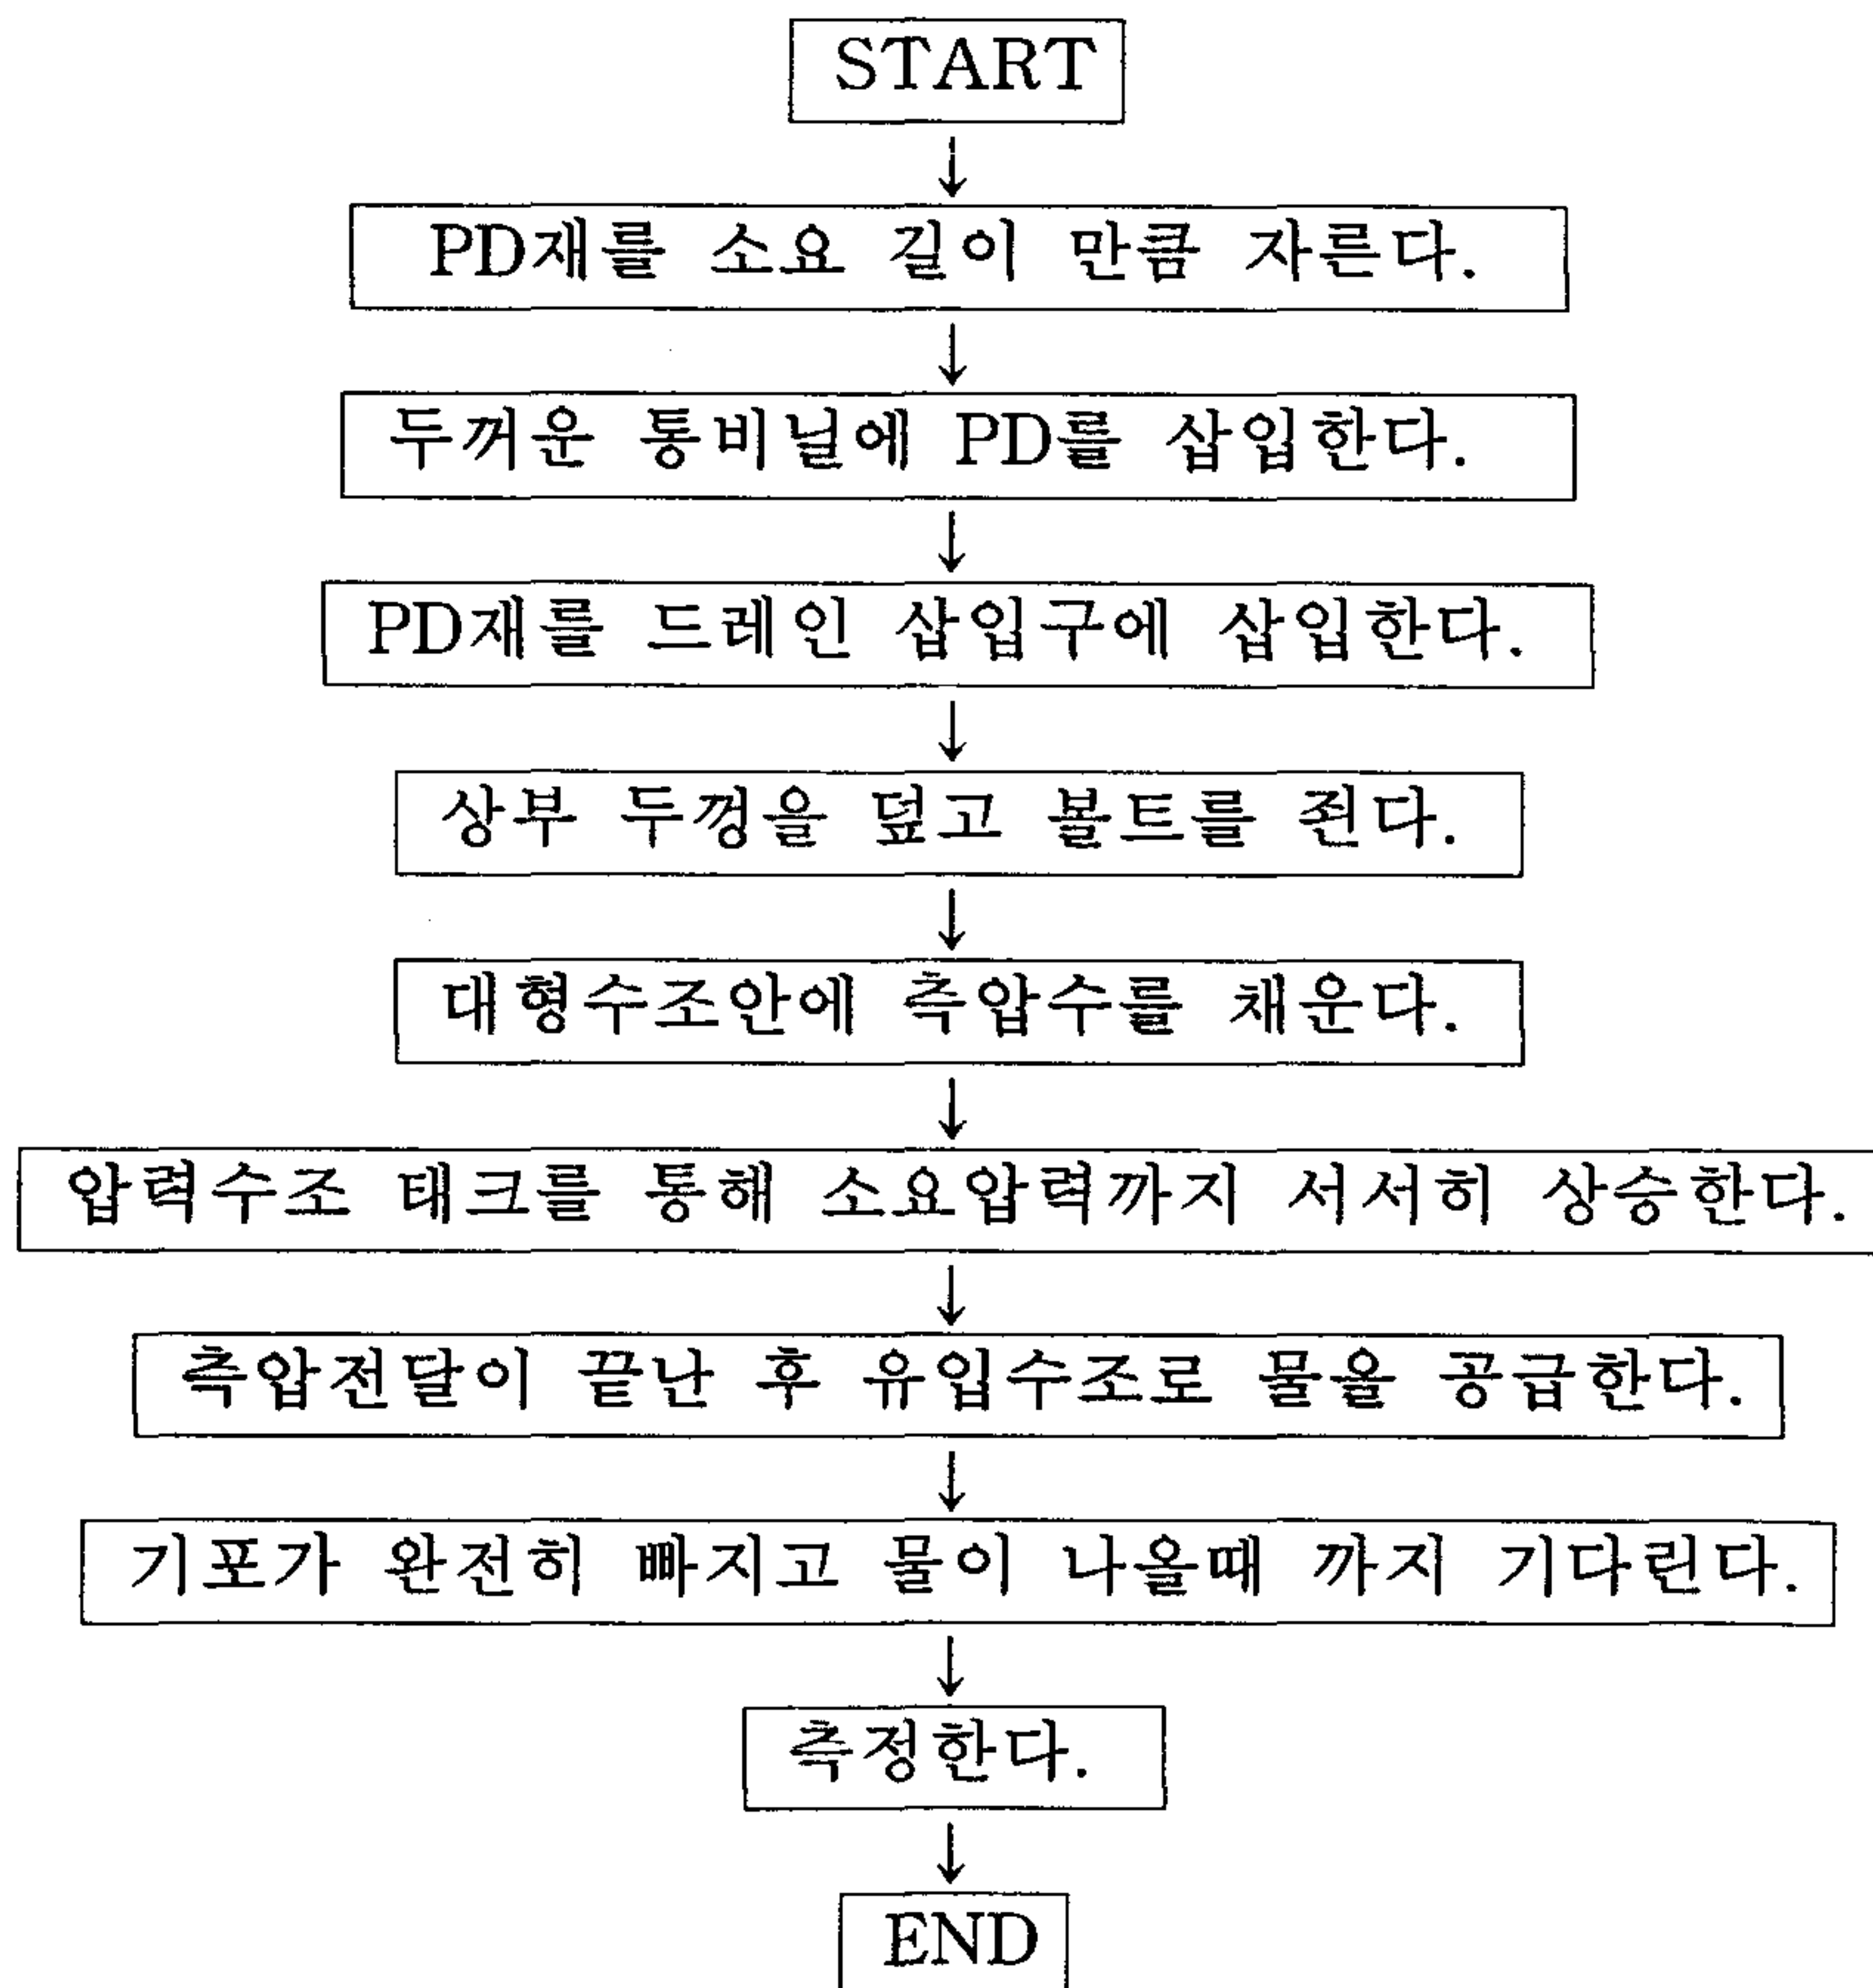 START
PD재를 소요 길이 만큼 자른다.
두꺼운 통비닐에 PD를 삽입한다.
PD재를 드레인 삽입구에 삽입한다.
상부 두껑을 덮고 볼트를 죈다.
대형수조안에 측압수를 채운다.
압력수조 태크를 통해 소요압력까지 서서히 상승한다.
측압전달이 끝난 후 유입수조로 물을 공급한다.
기포가 완전히 빠지고 물이 나올때 까지 기다린다.
측정한다.
END